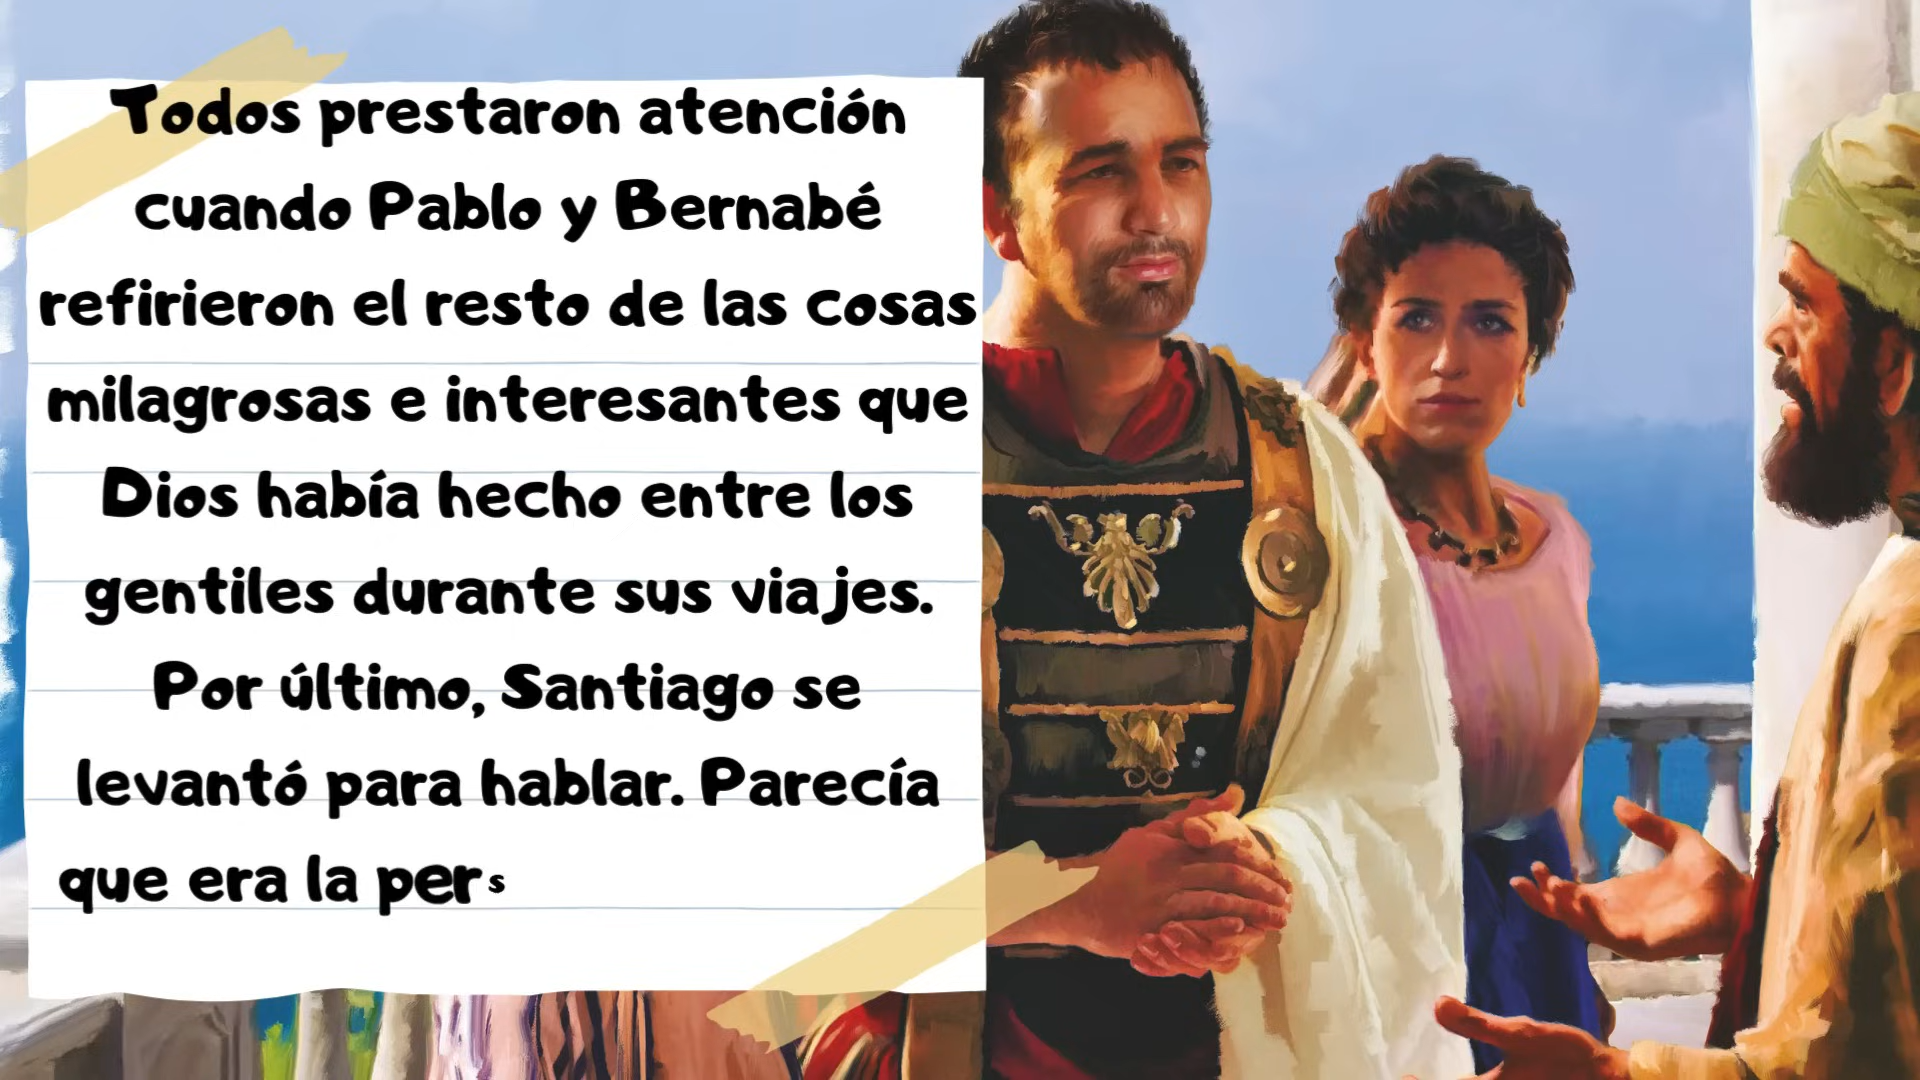 Todos prestaron atención
cuando Pablo y Bernabé
refirieron el resto de las cosas
milagrosas e interesantes que
Dios había hecho entre los
gentiles durante sus viajes.
Por último, Santiago se
levantó para hablar. Parecía
que era la pers